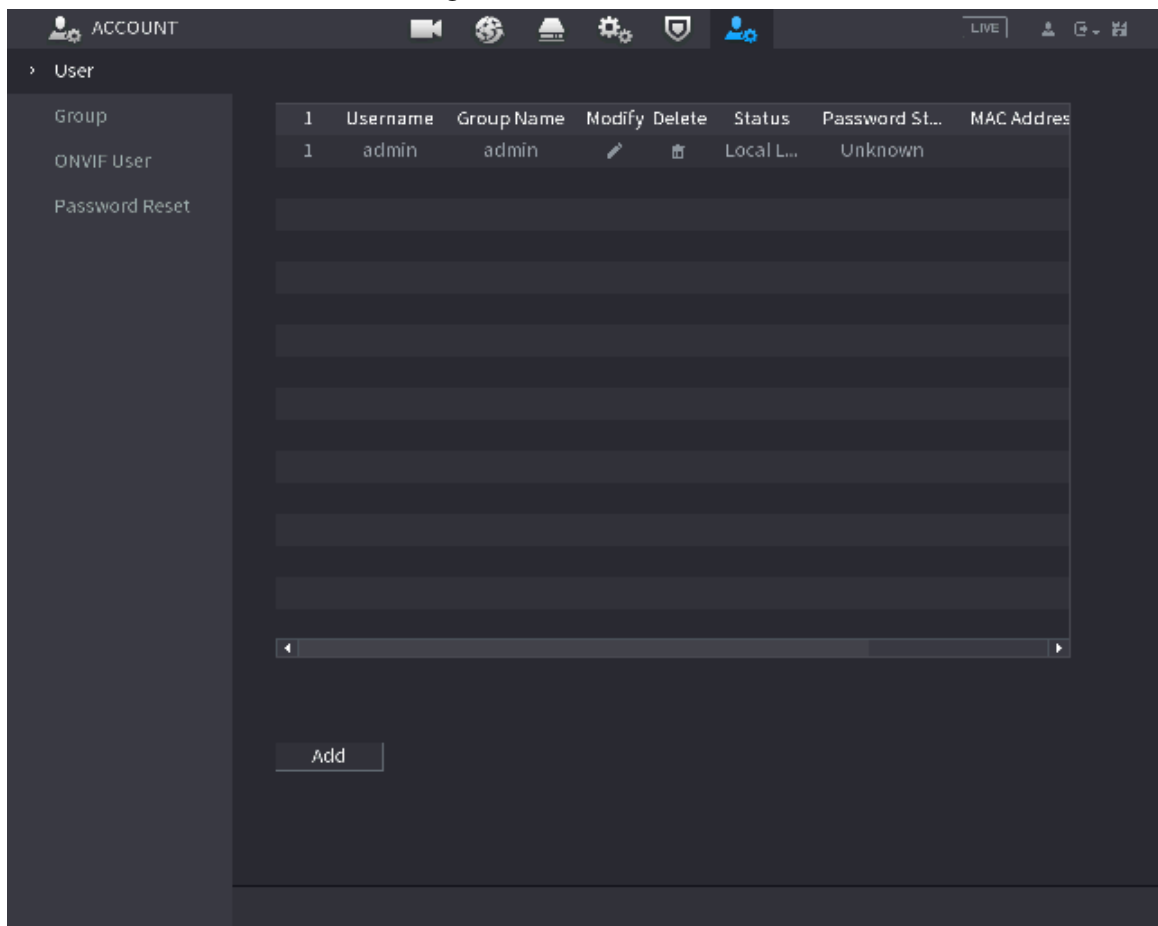 ACCOUNT LIVE
User
Group
ONVIF User
Password Reset
1 Username Group Name Modify Delete Status Password St... MAC Addres
1 admin admin Local L... Unknown
Add